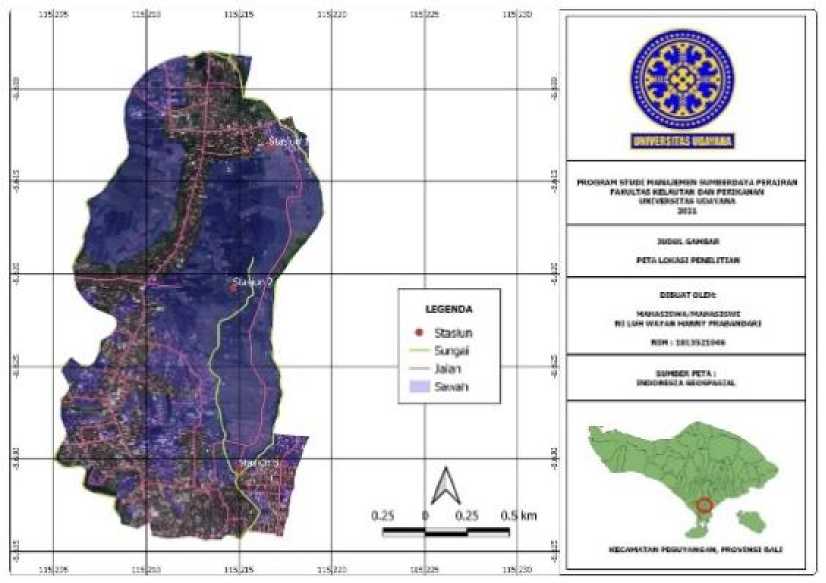 115.205 115.210 115.215 115.220 115.225 115.230
-8.610
-8.615
-8.620
-8.625
-8.630
-8.635
Stasiun 1
Stasiun 2
Stasiun 3
LEGENDA
Stasiun
Sungai
Jalan
Sawah
0.25 0 0.25 0.5 km
UNIVERSITAS UDAYANA
PROGRAM STUDI MANAJEMEN SUMBERDAYA PERAIRAN
FAKULTAS KELAUTAN DAN PERIKANAN
UNIVERSITAS UDAYANA
2021
JUDUL GAMBAR
PETA LOKASI PENELITIAN
DIBUAT OLEH:
MAHASISWA/MAHASISWI
NI LUH WAYAN HANNY PRABANDARI
NIM : 1813521046
SUMBER PETA :
INDONESIA GEOSPASIAL
KECAMATAN PEGUYANGAN, PROVINSI BALI